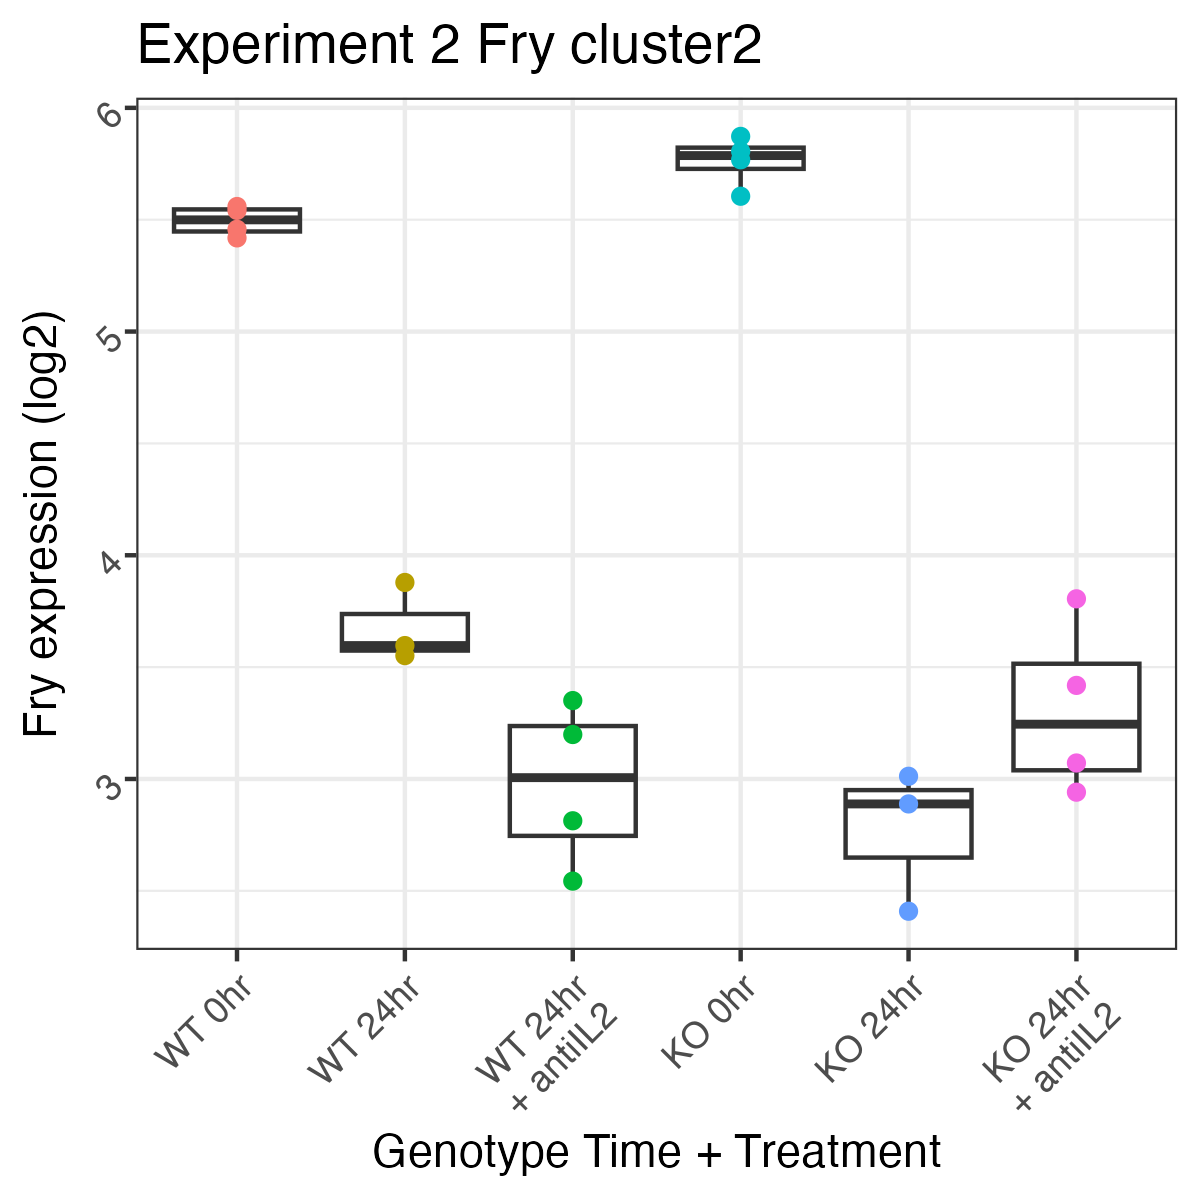 Experiment 2 Fry cluster2
Fry expression (log2)
6
5
4
3
WT 0hr
WT 24hr
WT 24hr
+ antiIL2
KO 0hr
KO 24hr
KO 24hr
+ antiIL2
Genotype Time + Treatment